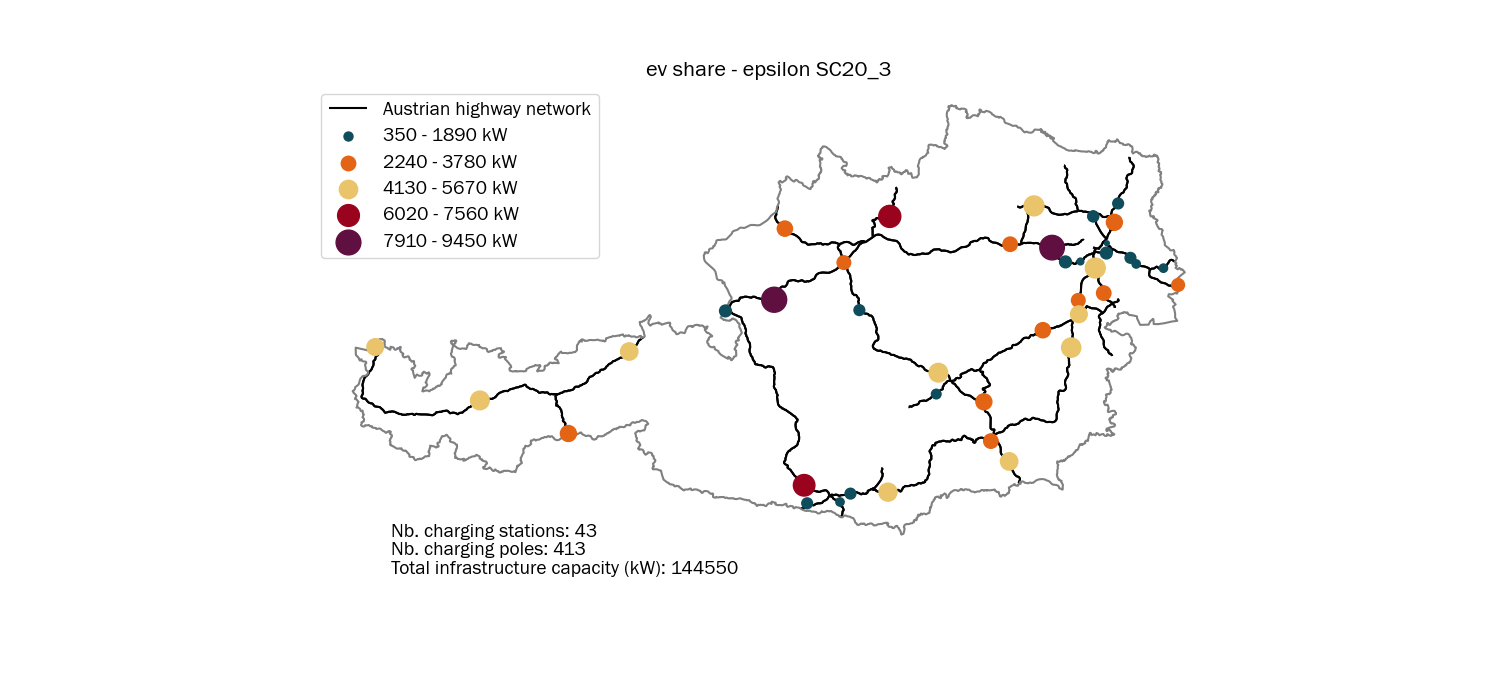 ev share - epsilon SC20_3
Austrian highway network
350 - 1890 kW
2240 - 3780 kW
4130 - 5670 kW
6020 - 7560 kW
7910 - 9450 kW
Nb. charging stations: 43
Nb. charging poles: 413
Total infrastructure capacity (kW): 144550